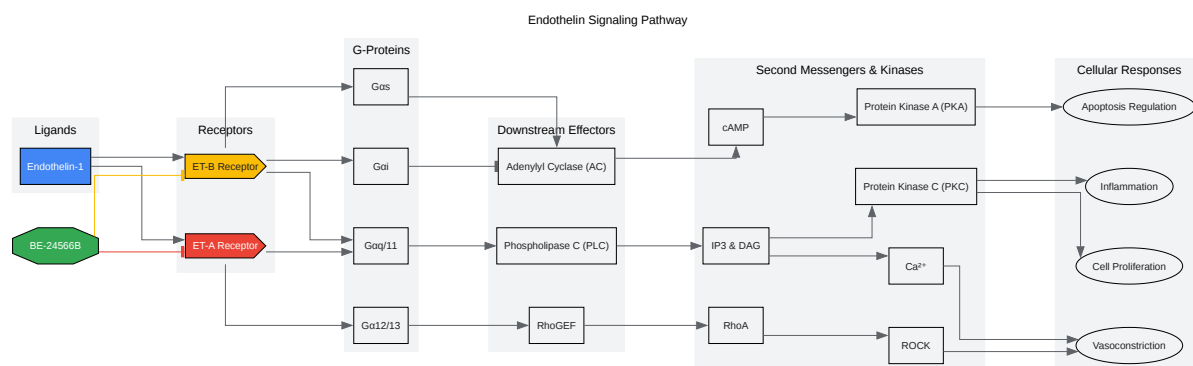 Endothelin Signaling Pathway
Ligands
Endothelin-1
BE-24566B
Receptors
ET-B Receptor
ET-A Receptor
G-Proteins
Gαs
Gαi
Gαq/11
Gα12/13
Downstream Effectors
Adenylyl Cyclase (AC)
Phospholipase C (PLC)
RhoGEF
Second Messengers & Kinases
cAMP
Protein Kinase A (PKA)
Protein Kinase C (PKC)
IP3 & DAG
Ca²⁺
RhoA
ROCK
Cellular Responses
Apoptosis Regulation
Inflammation
Cell Proliferation
Vasoconstriction